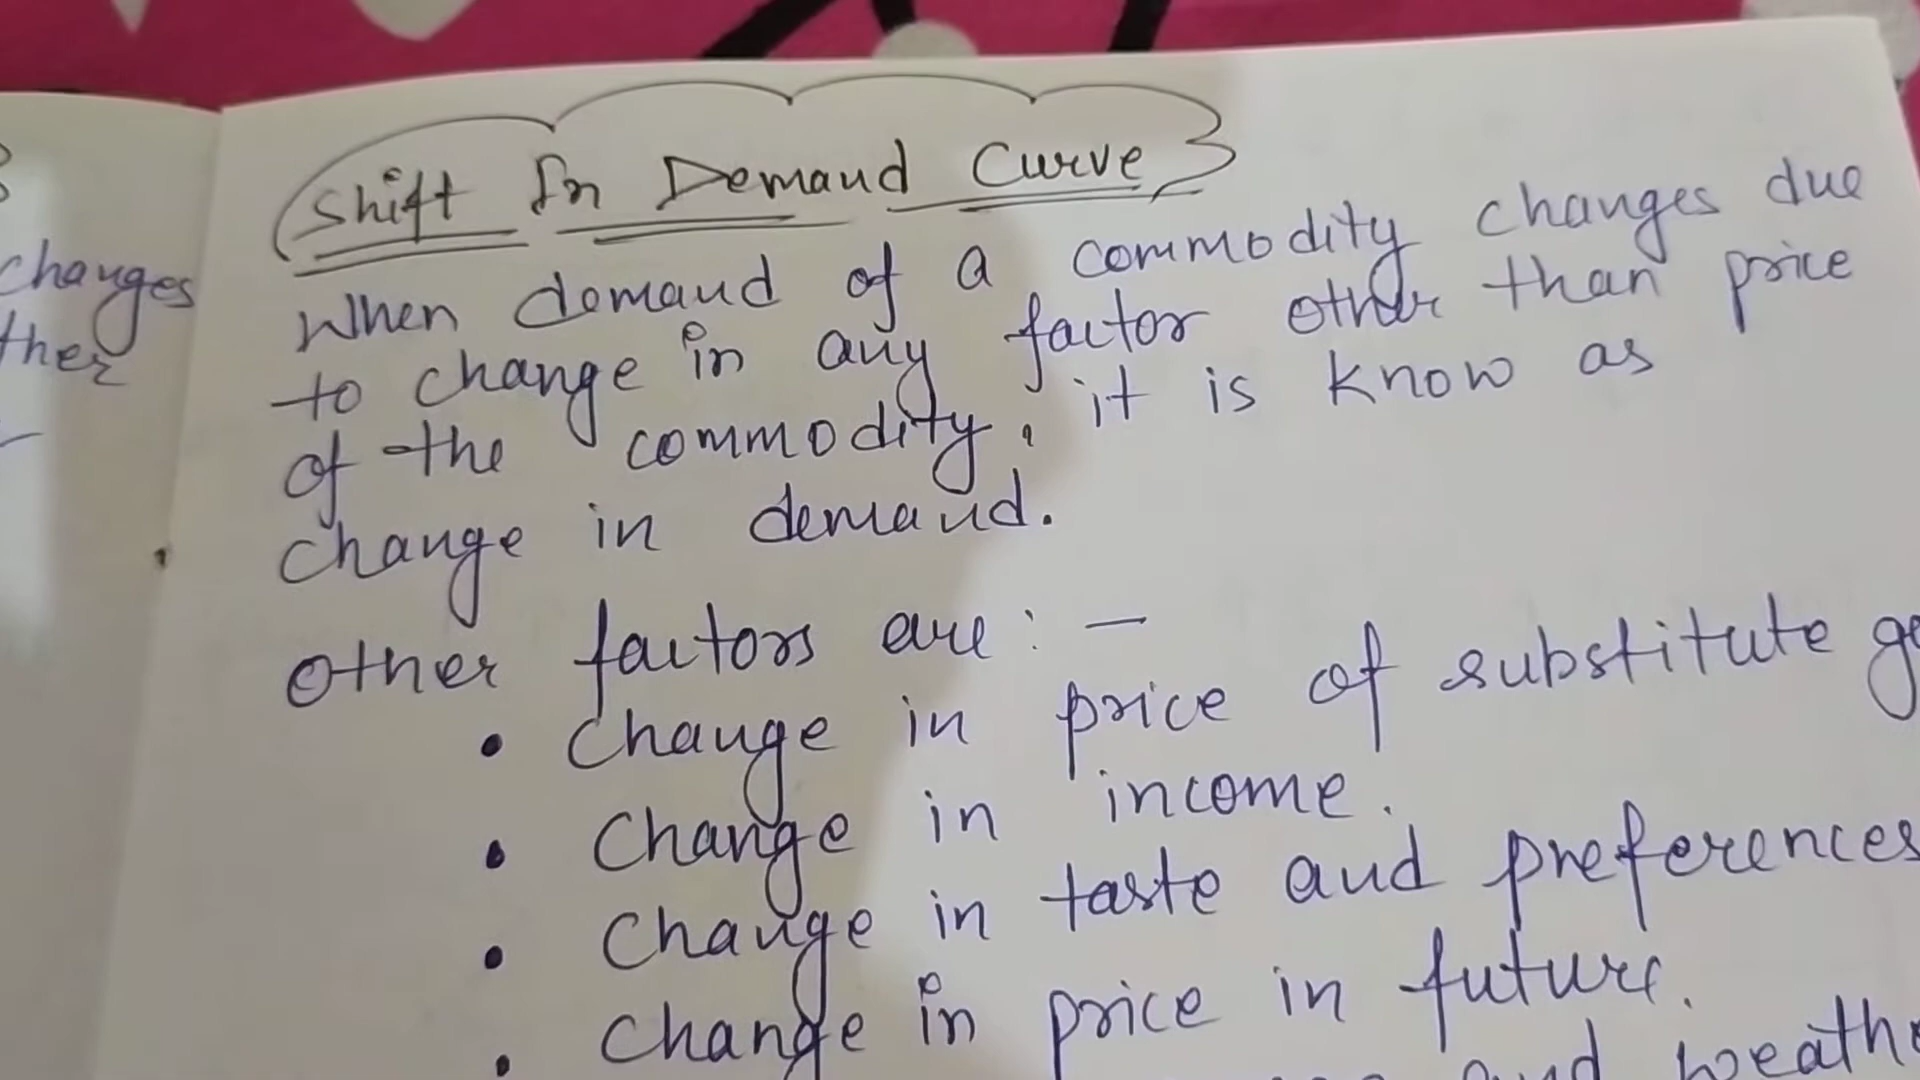 changes
ther
Shift In Demand Curve
When demand of a commodity changes due
to change in any factor other than price
of the commodity, it is know as
change in demand.
Other factors are : —
• Change in price of substitute
• Change in income.
• Change in taste and preferences
• Change in price in future.
and